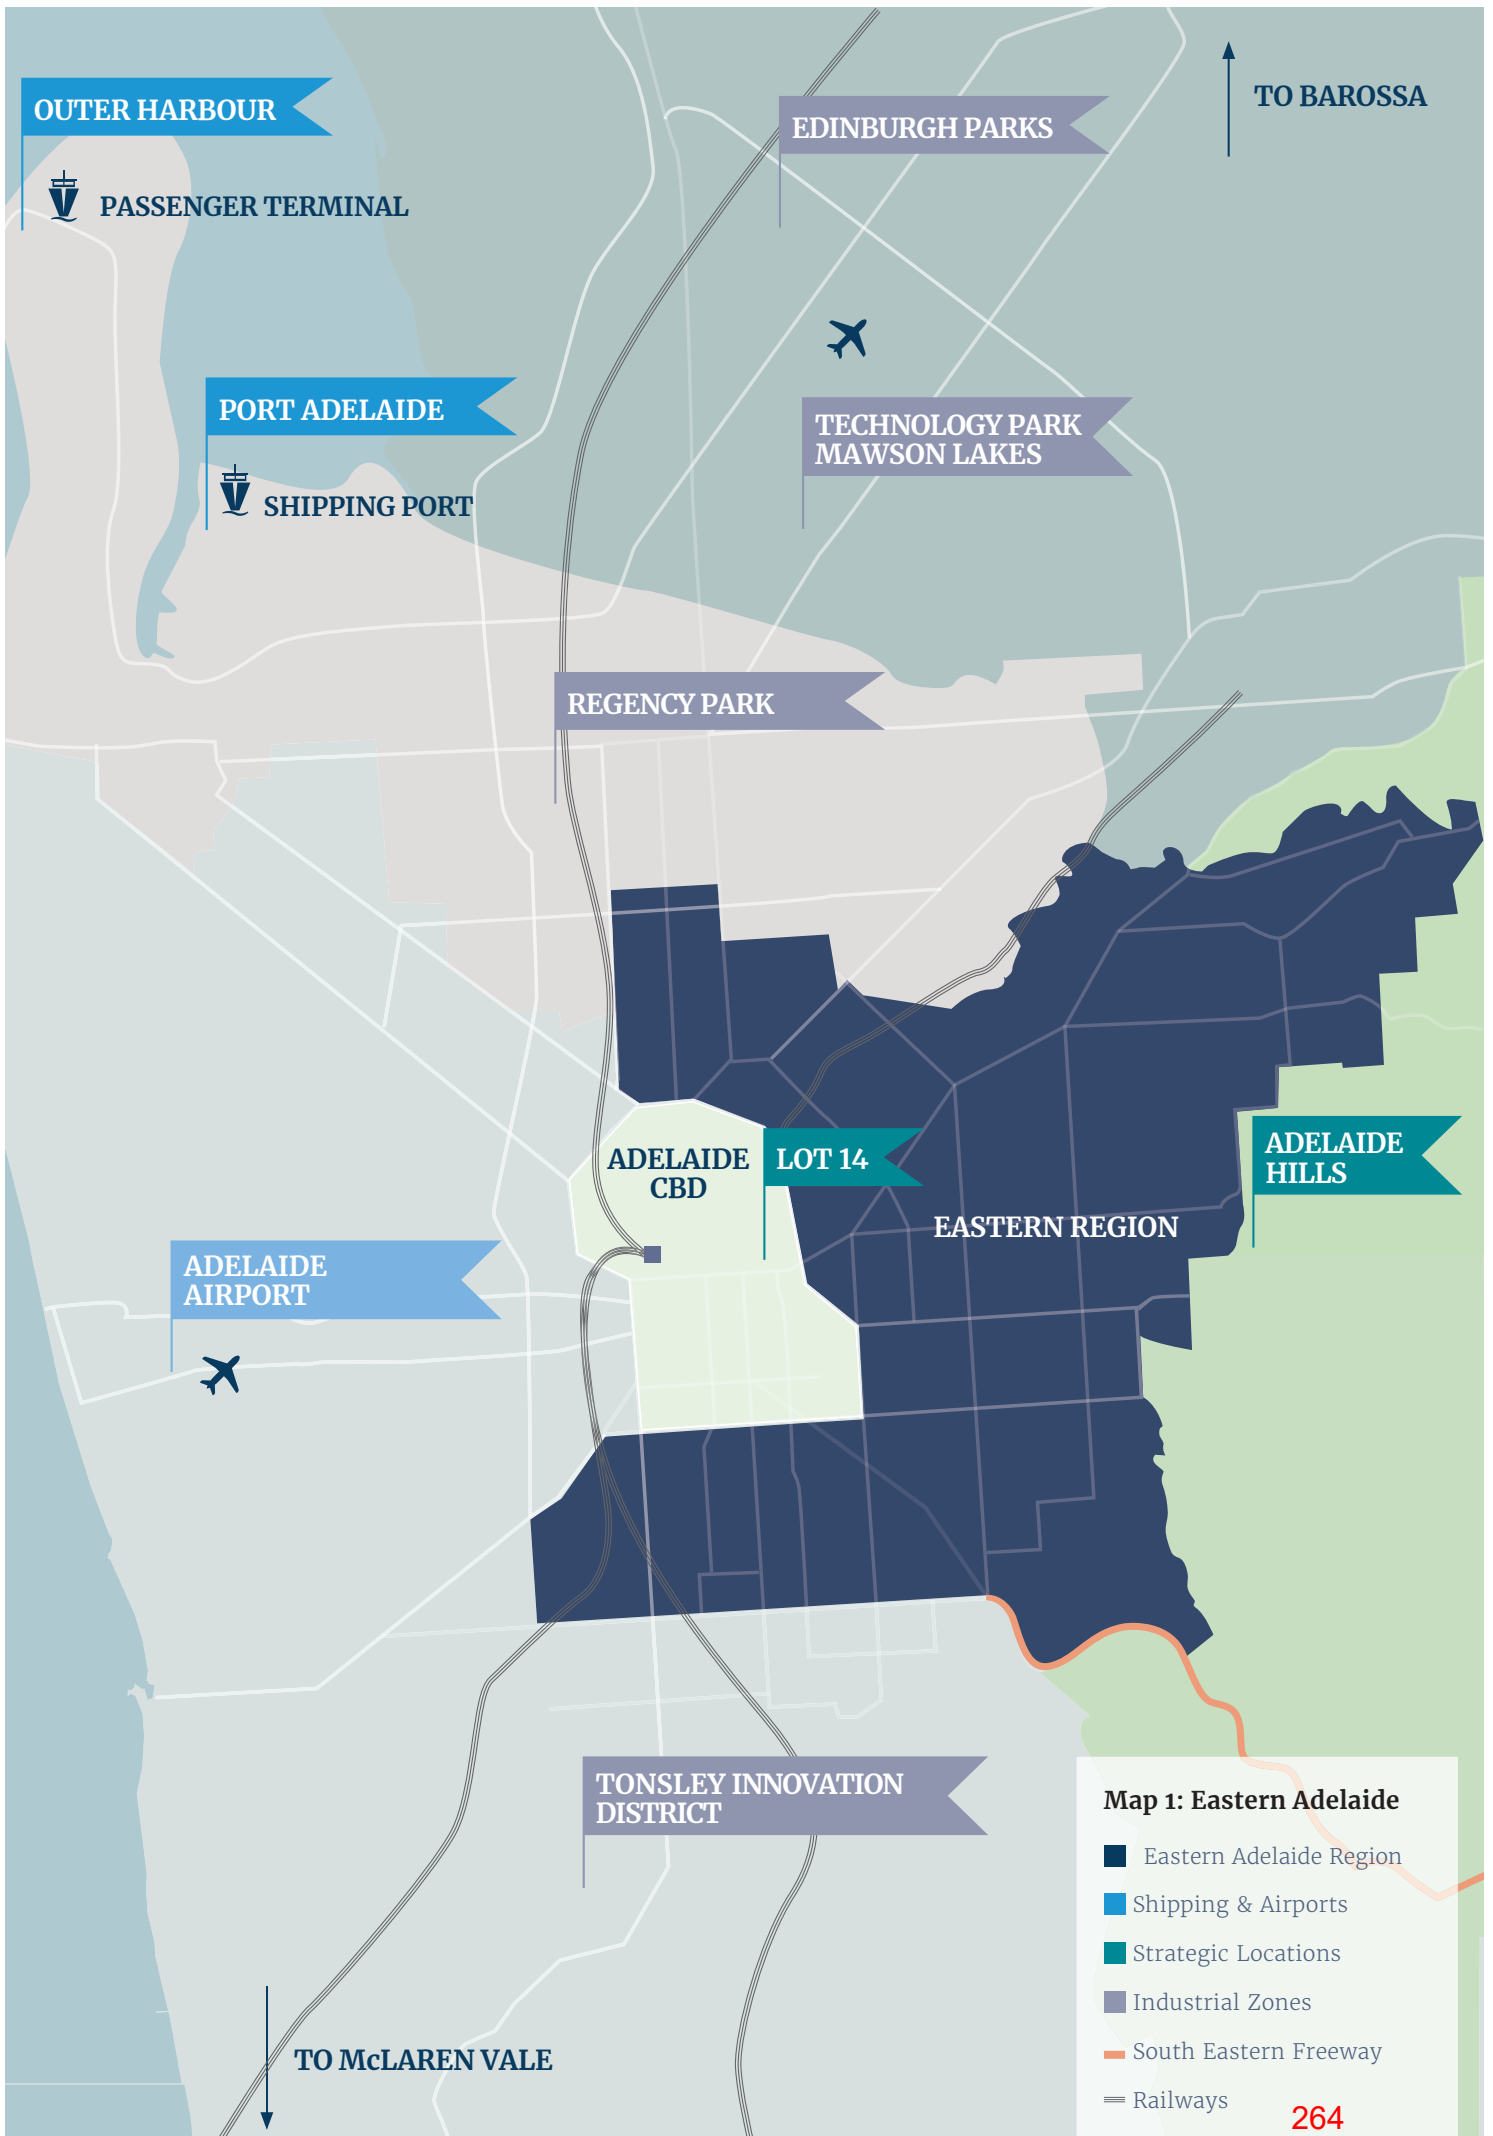 OUTER HARBOUR
PASSENGER TERMINAL
EDINBURGH PARKS
TO BAROSSA
PORT ADELAIDE
SHIPPING PORT
TECHNOLOGY PARK
MAWSON LAKES
REGENCY PARK
ADELAIDE
CBD
LOT 14
ADELAIDE
HILLS
EASTERN REGION
ADELAIDE
AIRPORT
TONSLEY INNOVATION
DISTRICT
TO McLAREN VALE
Map 1: Eastern Adelaide
Eastern Adelaide Region
Shipping & Airports
Strategic Locations
Industrial Zones
South Eastern Freeway
Railways
264